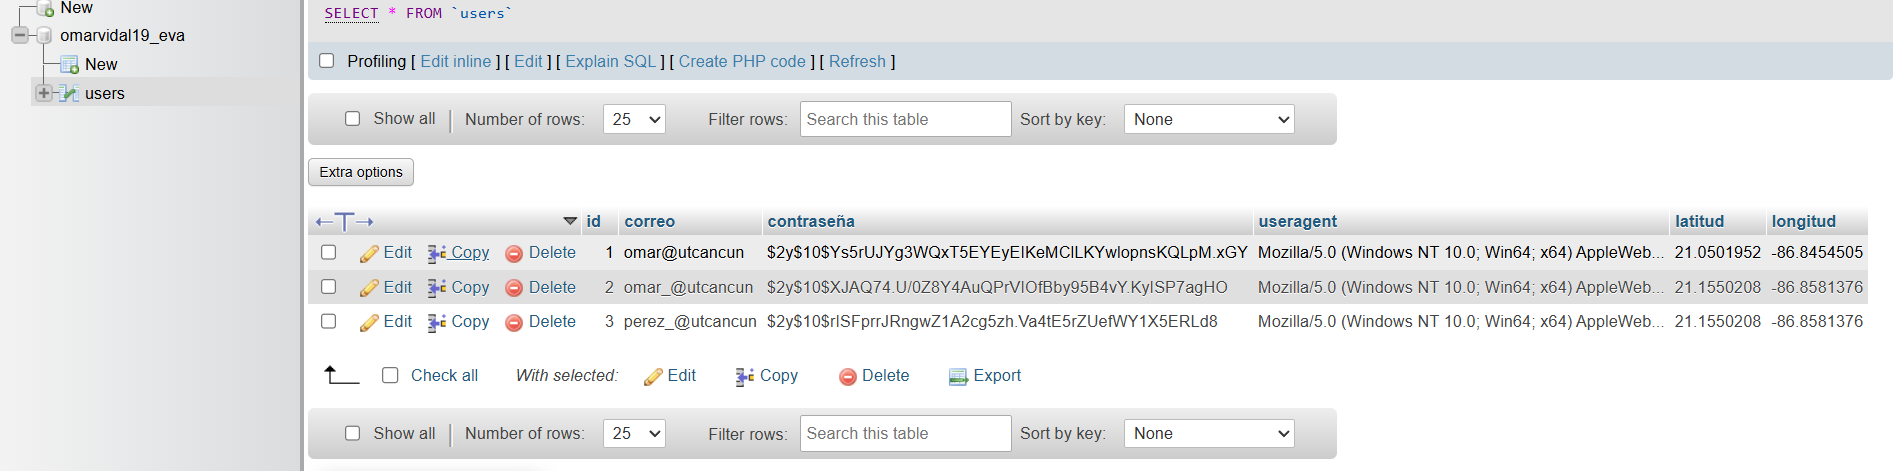 New
omarvidal19_eva
New
users
SELECT * FROM `users`
Profiling [ Edit inline ] [ Edit ] [ Explain SQL ] [ Create PHP code ] [ Refresh ]
Show all | Number of rows: 25 Filter rows: Search this table Sort by key: None
Extra options
←T→ id correo contraseña useragent latitud longitud
Edit Copy Delete 1 omar@utcancun $2y$10$Ys5rUJYg3WQxT5EYEyEIKeMCILKYwlopnsKQLpM.xGY Mozilla/5.0 (Windows NT 10.0; Win64; x64) AppleWeb... 21.0501952 -86.8454505
Edit Copy Delete 2 omar_@utcancun $2y$10$XJAQ74.U/0Z8Y4AuQPrVIOfBby95B4vY.KyISP7agHO Mozilla/5.0 (Windows NT 10.0; Win64; x64) AppleWeb... 21.1550208 -86.8581376
Edit Copy Delete 3 perez_@utcancun $2y$10$rISFprrJRngwZ1A2cg5zh.Va4tE5rZUefWY1X5ERLd8 Mozilla/5.0 (Windows NT 10.0; Win64; x64) AppleWeb... 21.1550208 -86.8581376
Check all With selected: Edit Copy Delete Export
Show all | Number of rows: 25 Filter rows: Search this table Sort by key: None